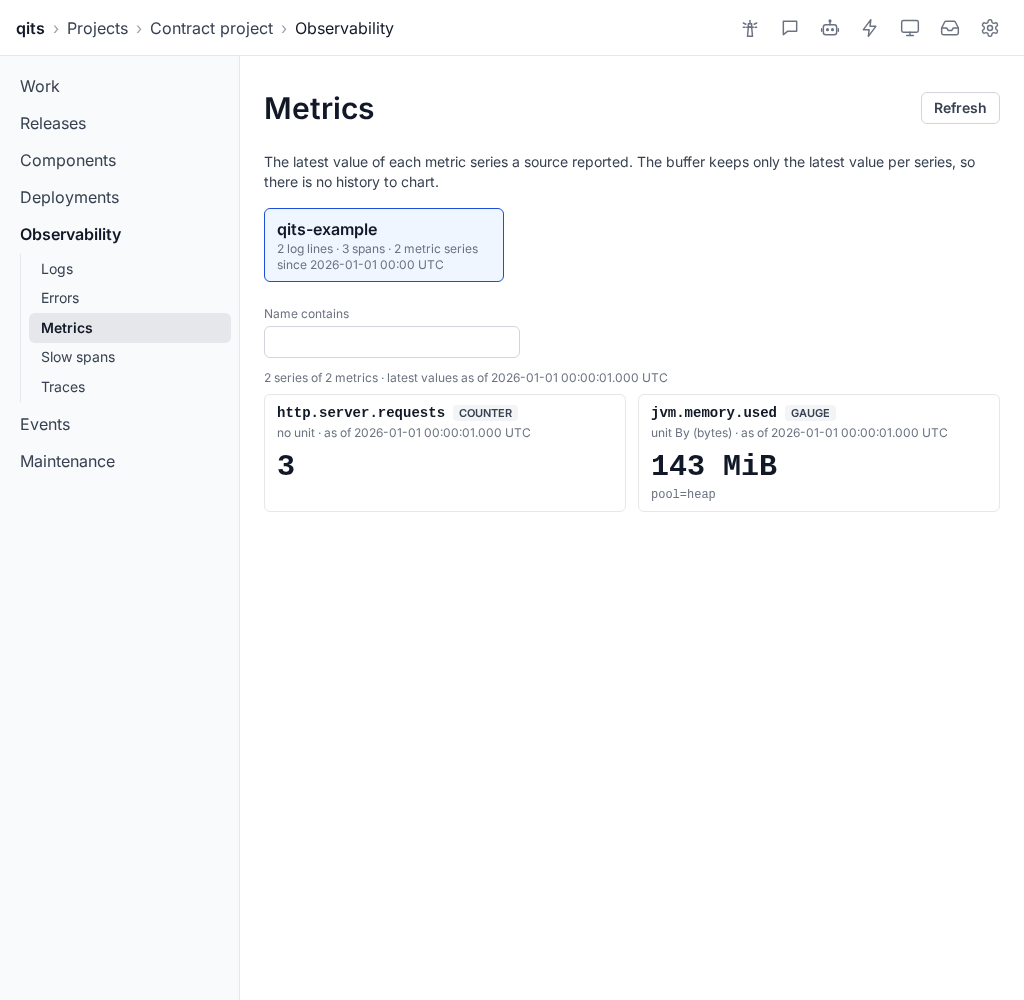 qits › Projects › Contract project › Observability
Work
Releases
Components
Deployments
Observability
Logs
Errors
Metrics
Slow spans
Traces
Events
Maintenance
Metrics
Refresh
The latest value of each metric series a source reported. The buffer keeps only the latest value per series, so
there is no history to chart.
qits-example
2 log lines · 3 spans · 2 metric series
since 2026-01-01 00:00 UTC
Name contains
2 series of 2 metrics · latest values as of 2026-01-01 00:00:01.000 UTC
http.server.requests COUNTER
no unit · as of 2026-01-01 00:00:01.000 UTC
3
jvm.memory.used GAUGE
unit By (bytes) · as of 2026-01-01 00:00:01.000 UTC
143 MiB
pool=heap